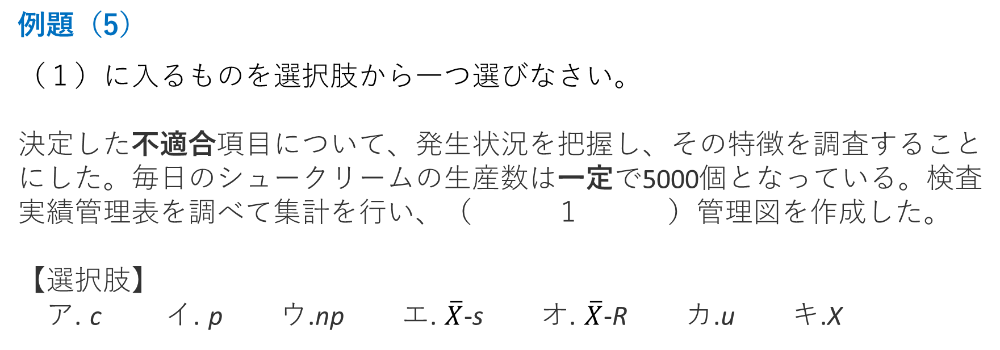 例題（5）
（１）に入るものを選択肢から一つ選びなさい。
決定した不適合項目について、発生状況を把握し、その特徴を調査すること
にした。毎日のシュークリームの生産数は一定で5000個となっている。検査
実績管理表を調べて集計を行い、（　　　1　　　）管理図を作成した。
【選択肢】
ア. c　　イ. p　　ウ.np　　エ. X̄-s　　オ. X̄-R　　カ.u　　キ.X